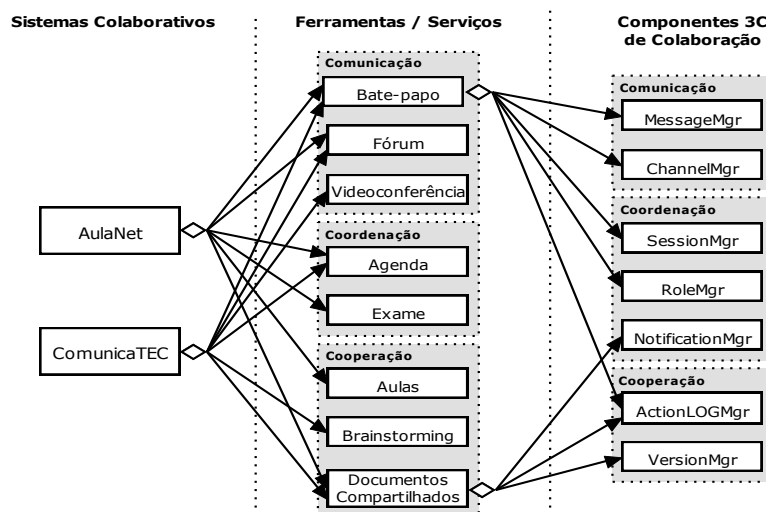 Sistemas Colaborativos
Ferramentas / Serviços
Componentes 3C
de Colaboração
AulaNet
ComunicaTEC
Comunicação
Bate-papo
Fórum
Videoconferência
Coordenação
Agenda
Exame
Cooperação
Aulas
Brainstorming
Documentos
Compartilhados
Comunicação
MessageMgr
ChannelMgr
Coordenação
SessionMgr
RoleMgr
NotificationMgr
Cooperação
ActionLOGMgr
VersionMgr